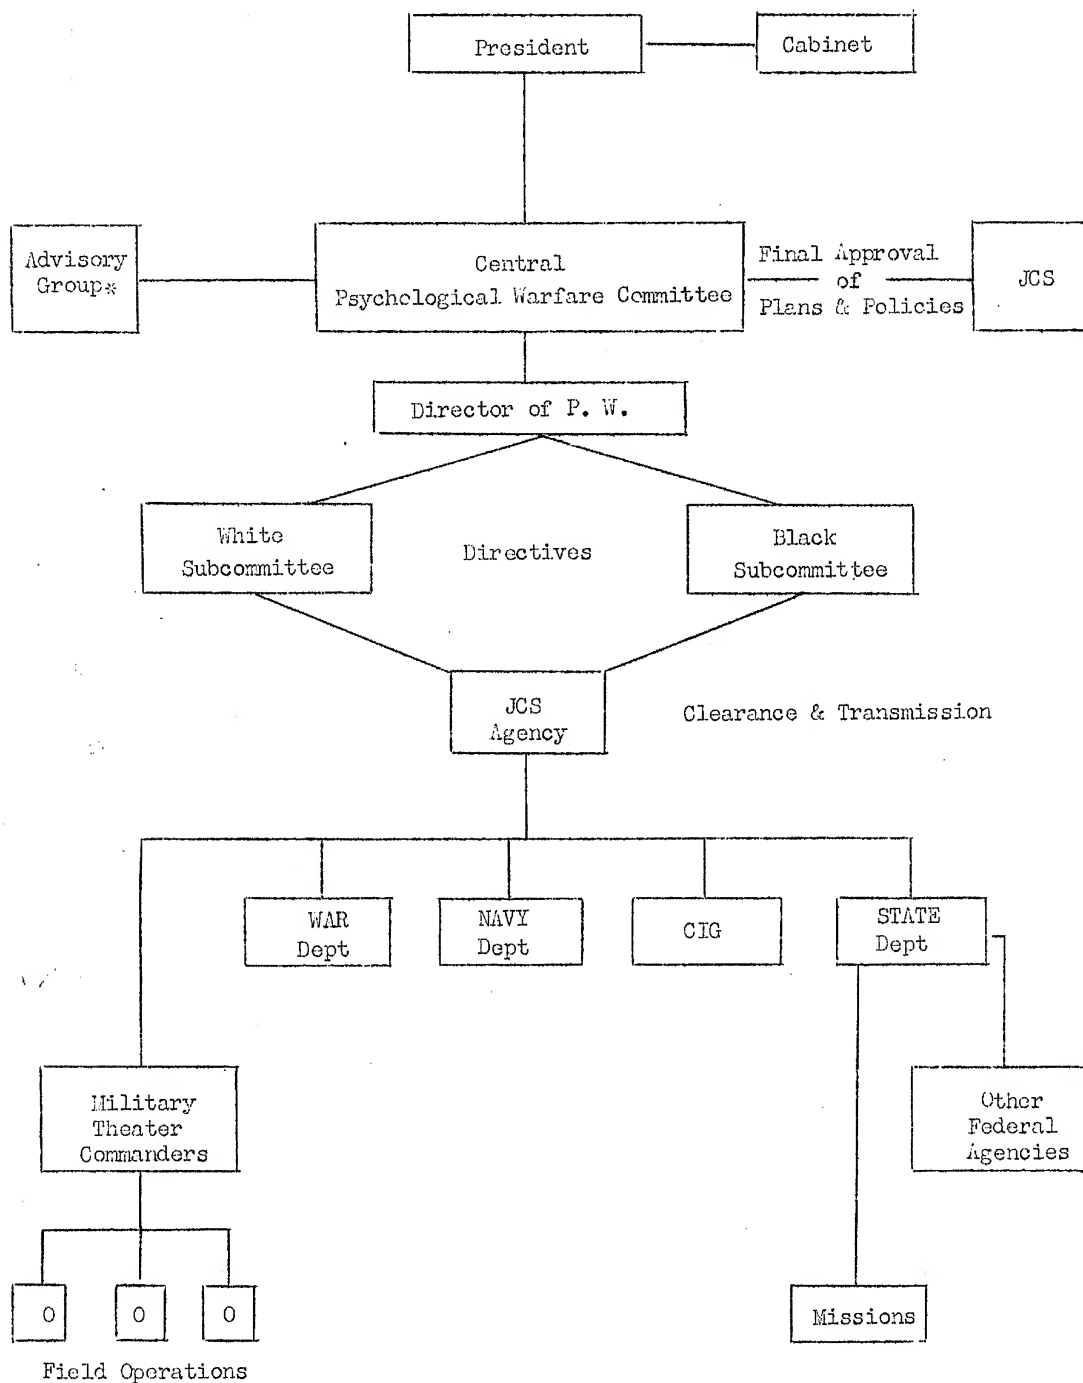 President
Cabinet
Advisory
Group*
Central
Psychological Warfare Committee
Final Approval
of
Plans & Policies
JCS
Director of P. W.
White
Subcommittee
Directives
Black
Subcommittee
JCS
Agency
Clearance & Transmission
WAR
Dept
NAVY
Dept
CIG
STATE
Dept
Military
Theater
Commanders
Other
Federal
Agencies
O
O
O
Missions
Field Operations